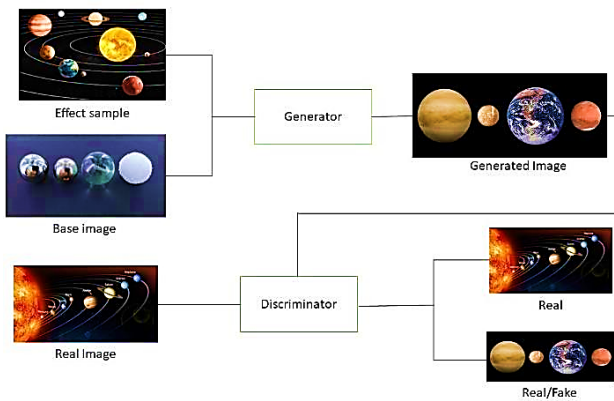 Effect sample
Generator
Generated Image
Base image
Real Image
Discriminator
Real
Real/Fake